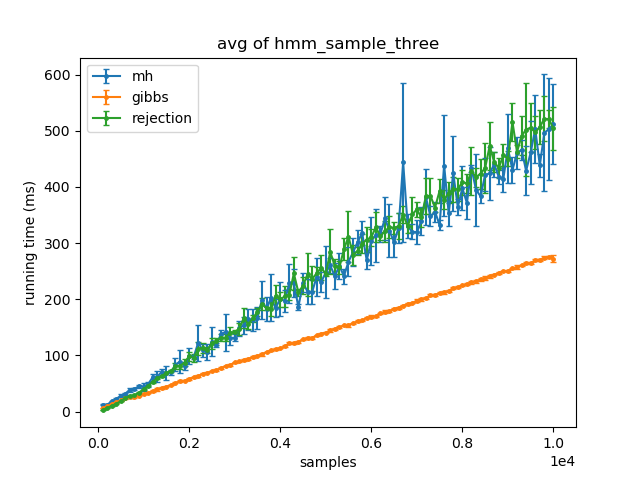 avg of hmm_sample_three
mh
gibbs
rejection
running time (ms)
600
500
400
300
200
100
0
0.0 0.2 0.4 0.6 0.8 1.0
1e4
samples